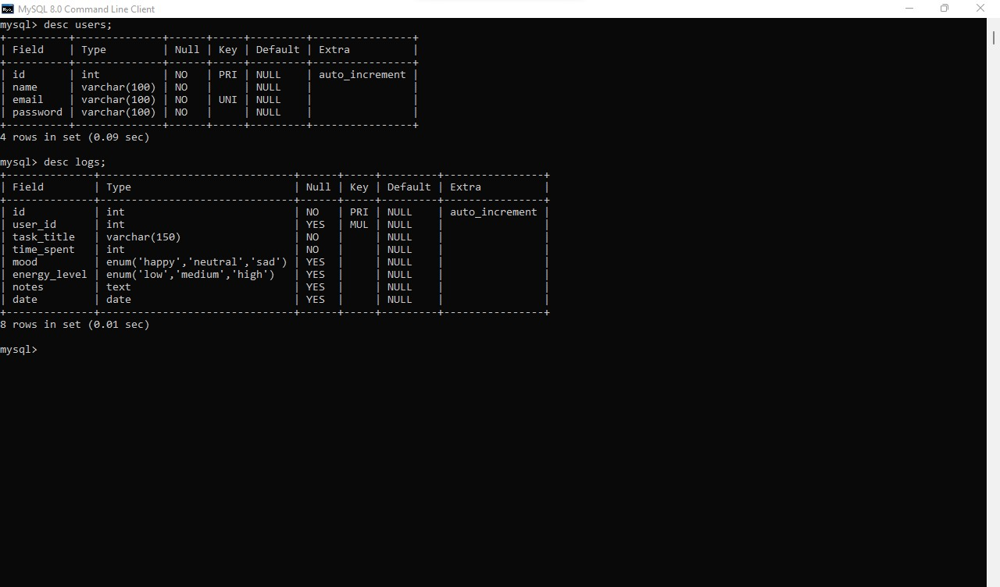 MySQL 8.0 Command Line Client
mysql> desc users;
+----------+--------------+------+-----+---------+----------------+
| Field    | Type         | Null | Key | Default | Extra          |
+----------+--------------+------+-----+---------+----------------+
| id       | int          | NO   | PRI | NULL    | auto_increment |
| name     | varchar(100) | NO   |     | NULL    |                |
| email    | varchar(100) | NO   | UNI | NULL    |                |
| password | varchar(100) | NO   |     | NULL    |                |
+----------+--------------+------+-----+---------+----------------+
4 rows in set (0.09 sec)
mysql> desc logs;
+--------------+-------------------------------+------+-----+---------+----------------+
| Field        | Type                          | Null | Key | Default | Extra          |
+--------------+-------------------------------+------+-----+---------+----------------+
| id           | int                           | NO   | PRI | NULL    | auto_increment |
| user_id      | int                           | YES  | MUL | NULL    |                |
| task_title   | varchar(150)                  | NO   |     | NULL    |                |
| time_spent   | int                           | NO   |     | NULL    |                |
| mood         | enum('happy','neutral','sad') | YES  |     | NULL    |                |
| energy_level | enum('low','medium','high')   | YES  |     | NULL    |                |
| notes        | text                          | YES  |     | NULL    |                |
| date         | date                          | YES  |     | NULL    |                |
+--------------+-------------------------------+------+-----+---------+----------------+
8 rows in set (0.01 sec)
mysql>